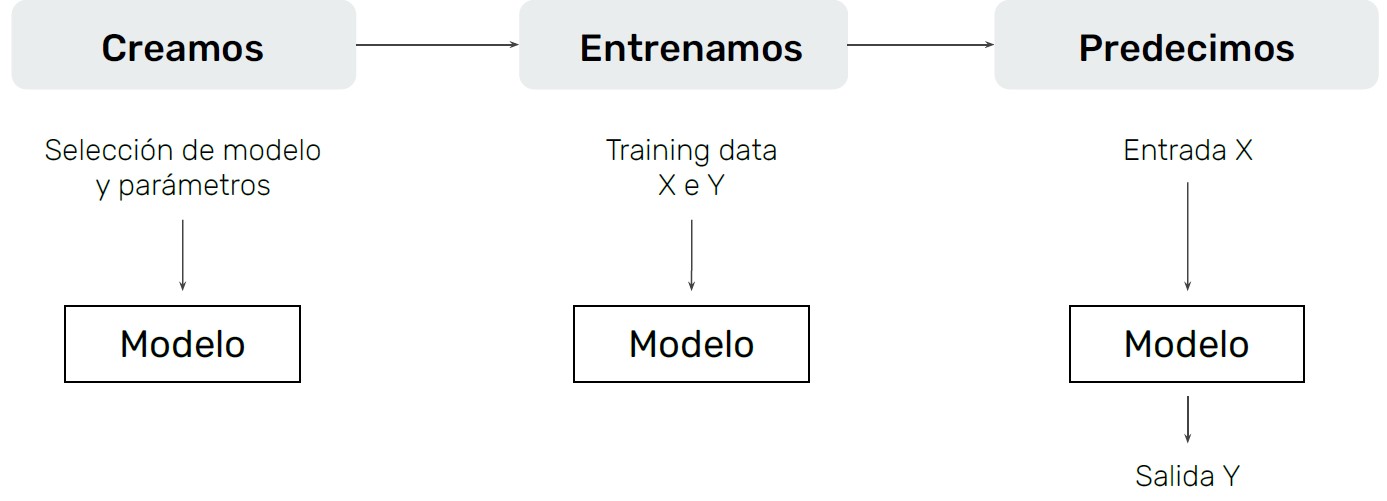 Creamos
Entrenamos
Predecimos
Selección de modelo
y parámetros
Training data
X e Y
Entrada X
Modelo
Modelo
Modelo
Salida Y